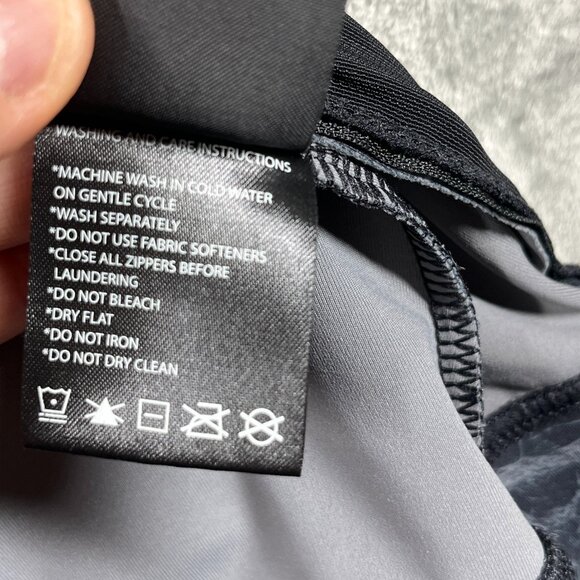 WASHING AND CARE INSTRUCTIONS
*MACHINE WASH IN COLD WATER
ON GENTLE CYCLE
*WASH SEPARATELY
*DO NOT USE FABRIC SOFTENERS
*CLOSE ALL ZIPPERS BEFORE
LAUNDERING
*DO NOT BLEACH
*DRY FLAT
*DO NOT IRON
*DO NOT DRY CLEAN